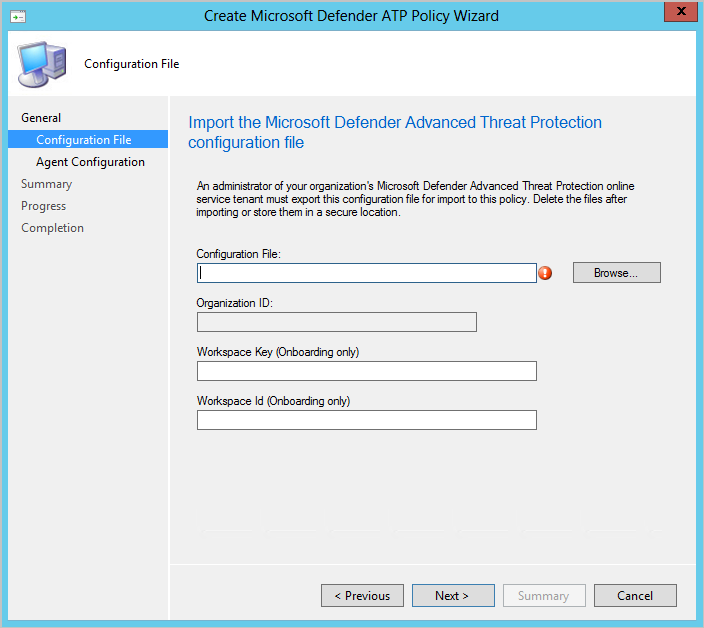 Create Microsoft Defender ATP Policy Wizard
x
Configuration File
General
Configuration File
Agent Configuration
Summary
Progress
Completion
Import the Microsoft Defender Advanced Threat Protection
configuration file
An administrator of your organization's Microsoft Defender Advanced Threat Protection online
service tenant must export this configuration file for import to this policy. Delete the files after
importing or store them in a secure location.
Configuration File:
Browse...
Organization ID:
Workspace Key (Onboarding only)
Workspace Id (Onboarding only)
< Previous
Next >
Summary
Cancel